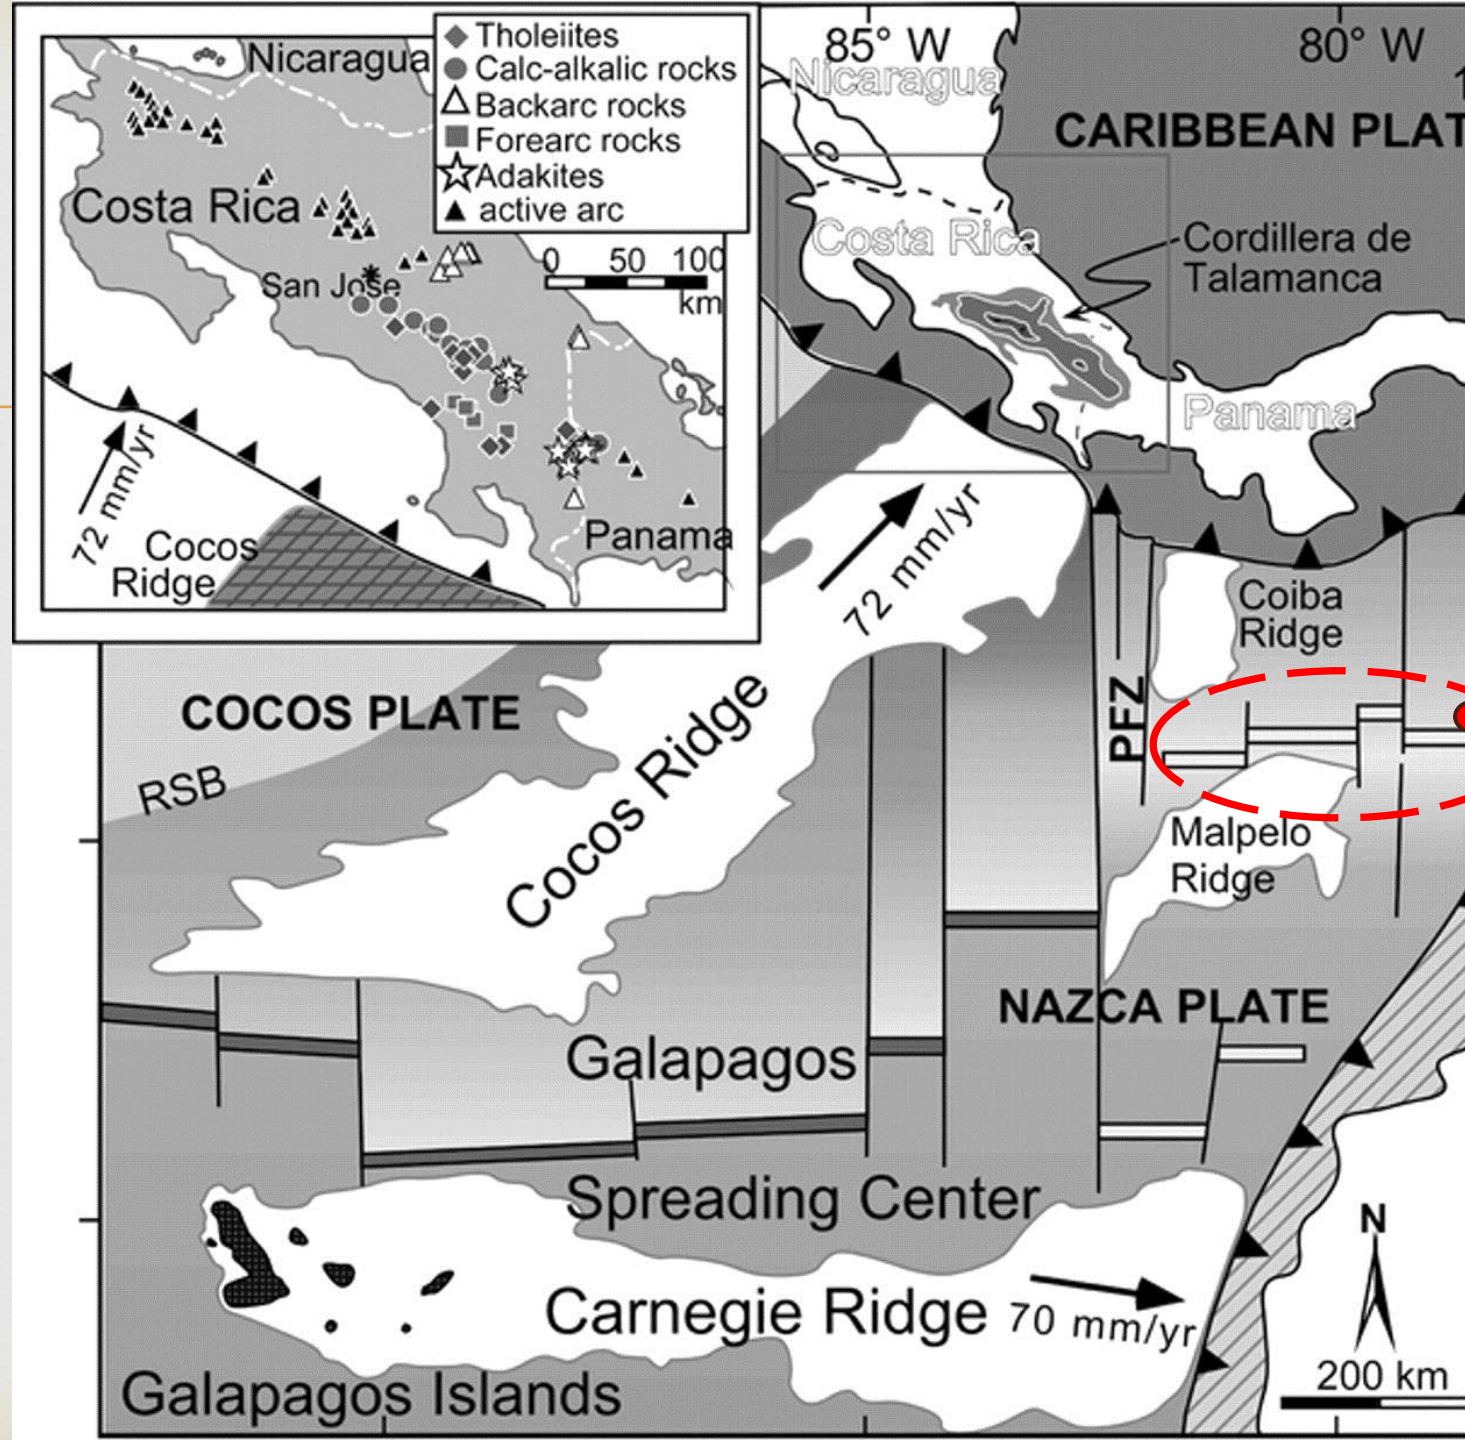 Nicaragua
Tholeiites
Calc-alkalic rocks
Backarc rocks
Forearc rocks
Adakites
active arc
Costa Rica
San Jose
0 50 100
km
72 mm/yr
Cocos
Ridge
Panama
85° W
80° W
Nicaragua
CARIBBEAN PLAT
Costa Rica
Cordillera de
Talamanca
Panama
72 mm/yr
Coiba
Ridge
COCOS PLATE
RSB
Cocos Ridge
PFZ
Malpelo
Ridge
NAZCA PLATE
Galapagos
Spreading Center
Carnegie Ridge
70 mm/yr
Galapagos Islands
N
200 km